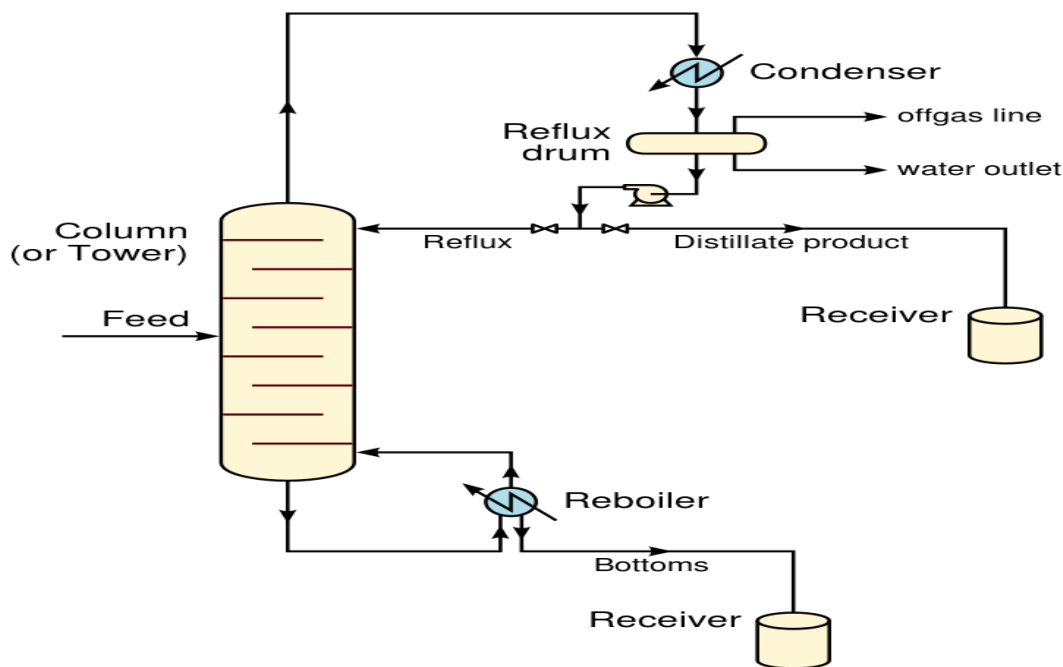 Condenser
offgas line
Reflux
drum
water outlet
Column
(or Tower)
Reflux
Distillate product
Feed
Receiver
Reboiler
Bottoms
Receiver